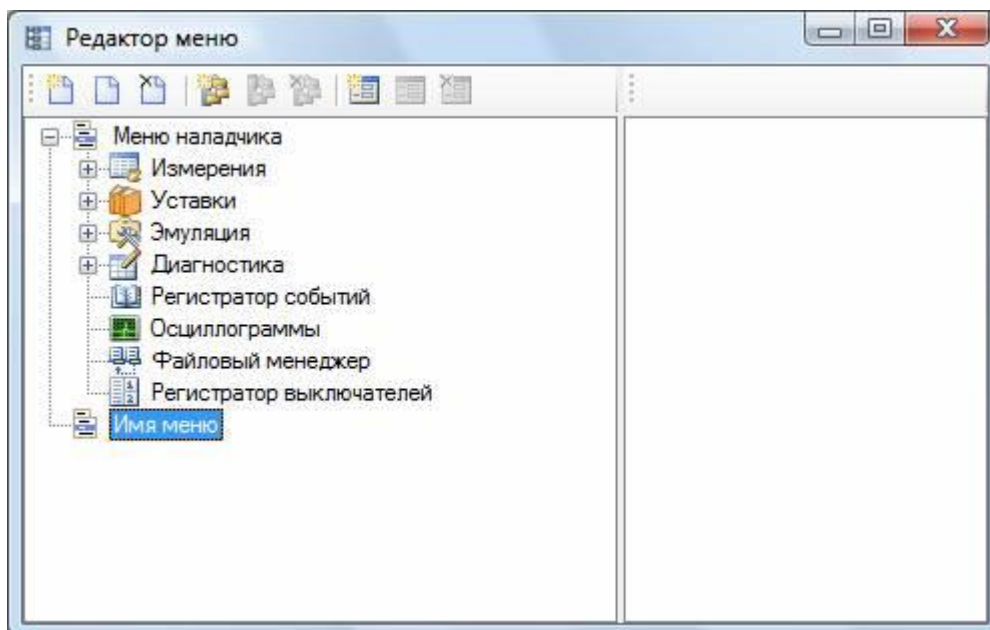 Редактор меню
Меню наладчика
Измерения
Уставки
Эмуляция
Диагностика
Регистратор событий
Осциллограммы
Файловый менеджер
Регистратор выключателей
Имя меню